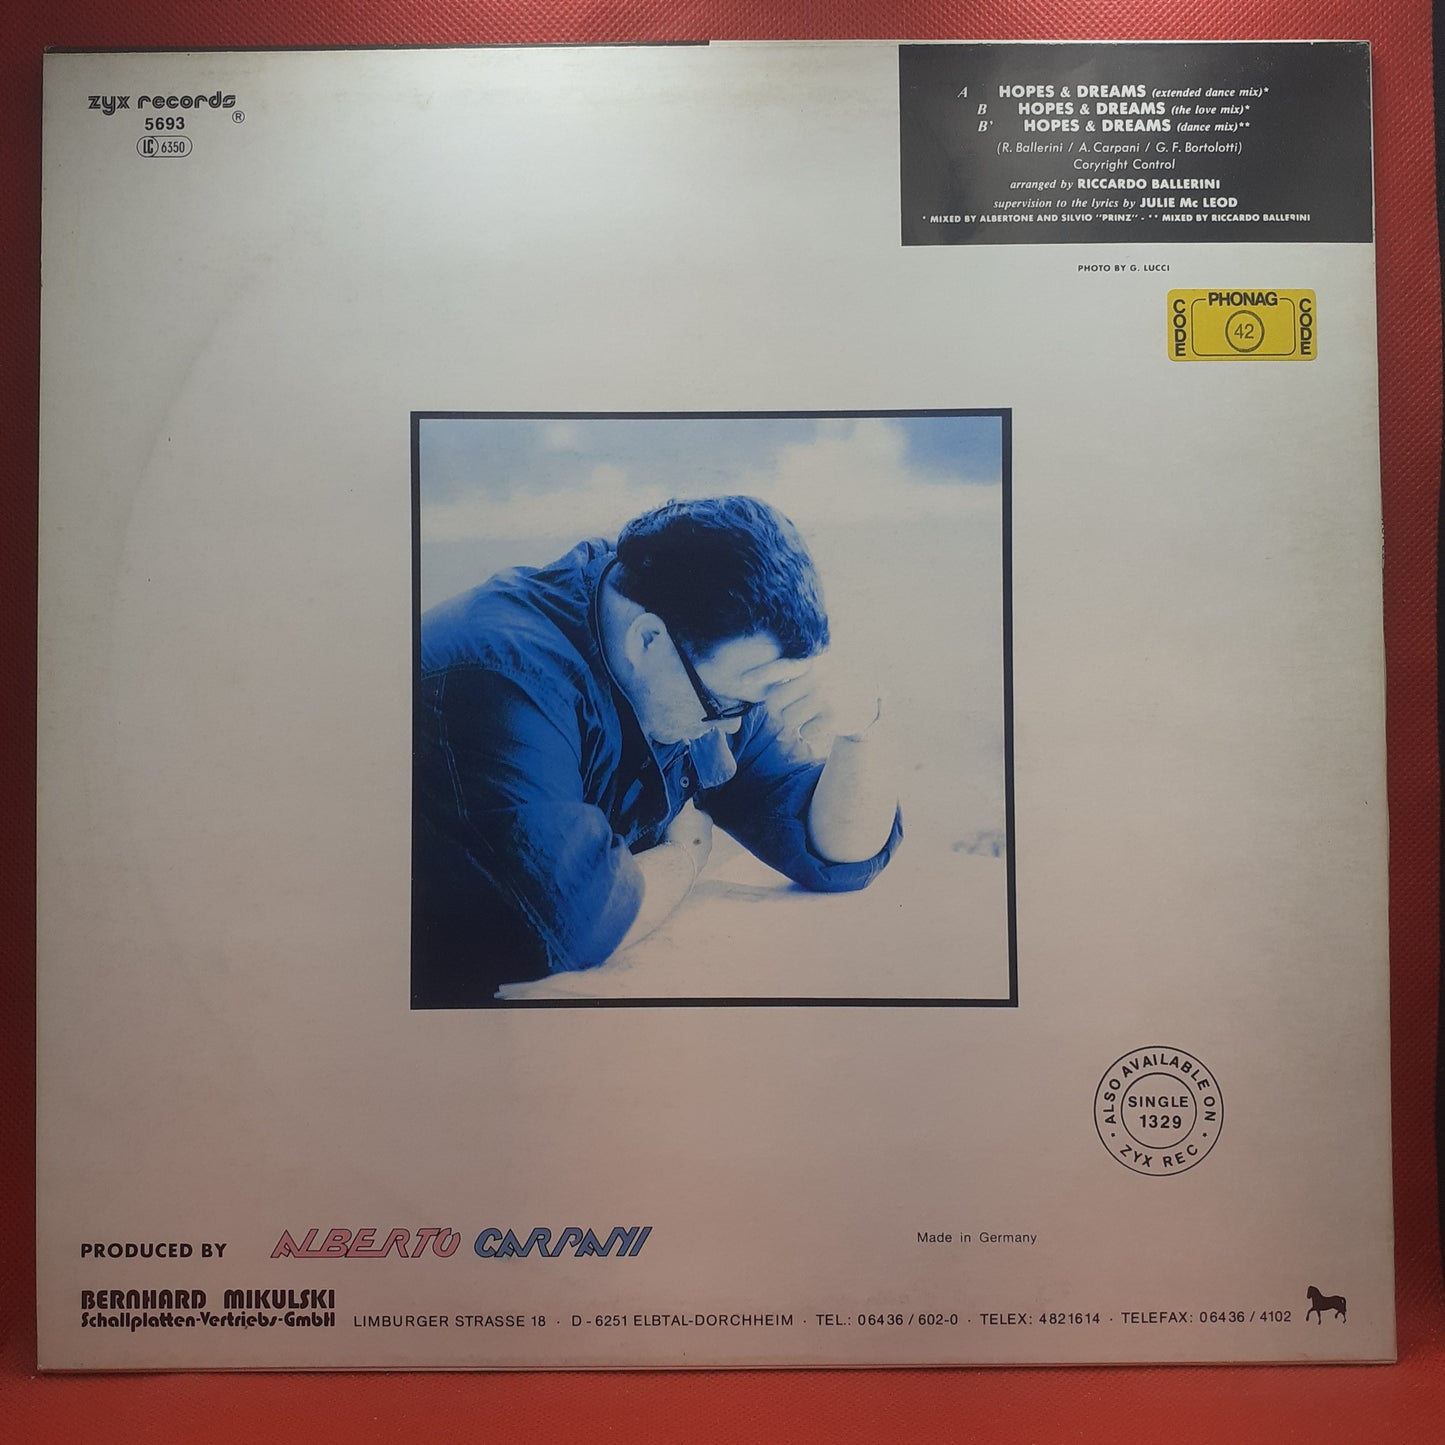 zyx records ®
5693
LC 6350
A HOPES & DREAMS (extended dance mix)*
B HOPES & DREAMS (the love mix)*
B' HOPES & DREAMS (dance mix)**
(R. Ballerini / A. Carpani / G. F. Bortolotti)
Coryright Control
arranged by RICCARDO BALLERINI
supervision to the lyrics by JULIE Mc LEOD
* MIXED BY ALBERTONE AND SILVIO "PRINZ" - ** MIXED BY RICCARDO BALLERINI
PHOTO BY G. LUCCI
CODE PHONAG CODE
42
· ALSO AVAILABLE ON ·
SINGLE
1329
ZYX REC
PRODUCED BY ALBERTO CARPANI
Made in Germany
BERNHARD MIKULSKI
Schallplatten-Vertriebs-GmbH LIMBURGER STRASSE 18 · D - 6251 ELBTAL-DORCHHEIM · TEL.: 06436 / 602-0 · TELEX: 4821614 · TELEFAX: 06436 / 4102